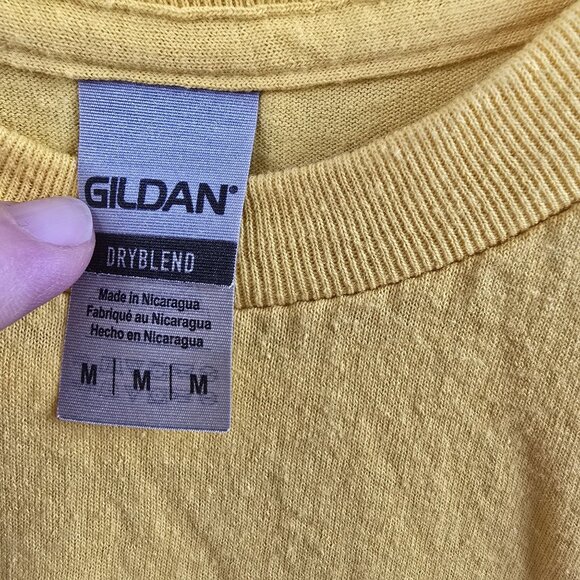 GILDAN®
DRYBLEND
Made in Nicaragua
Fabriqué au Nicaragua
Hecho en Nicaragua
M | M | M